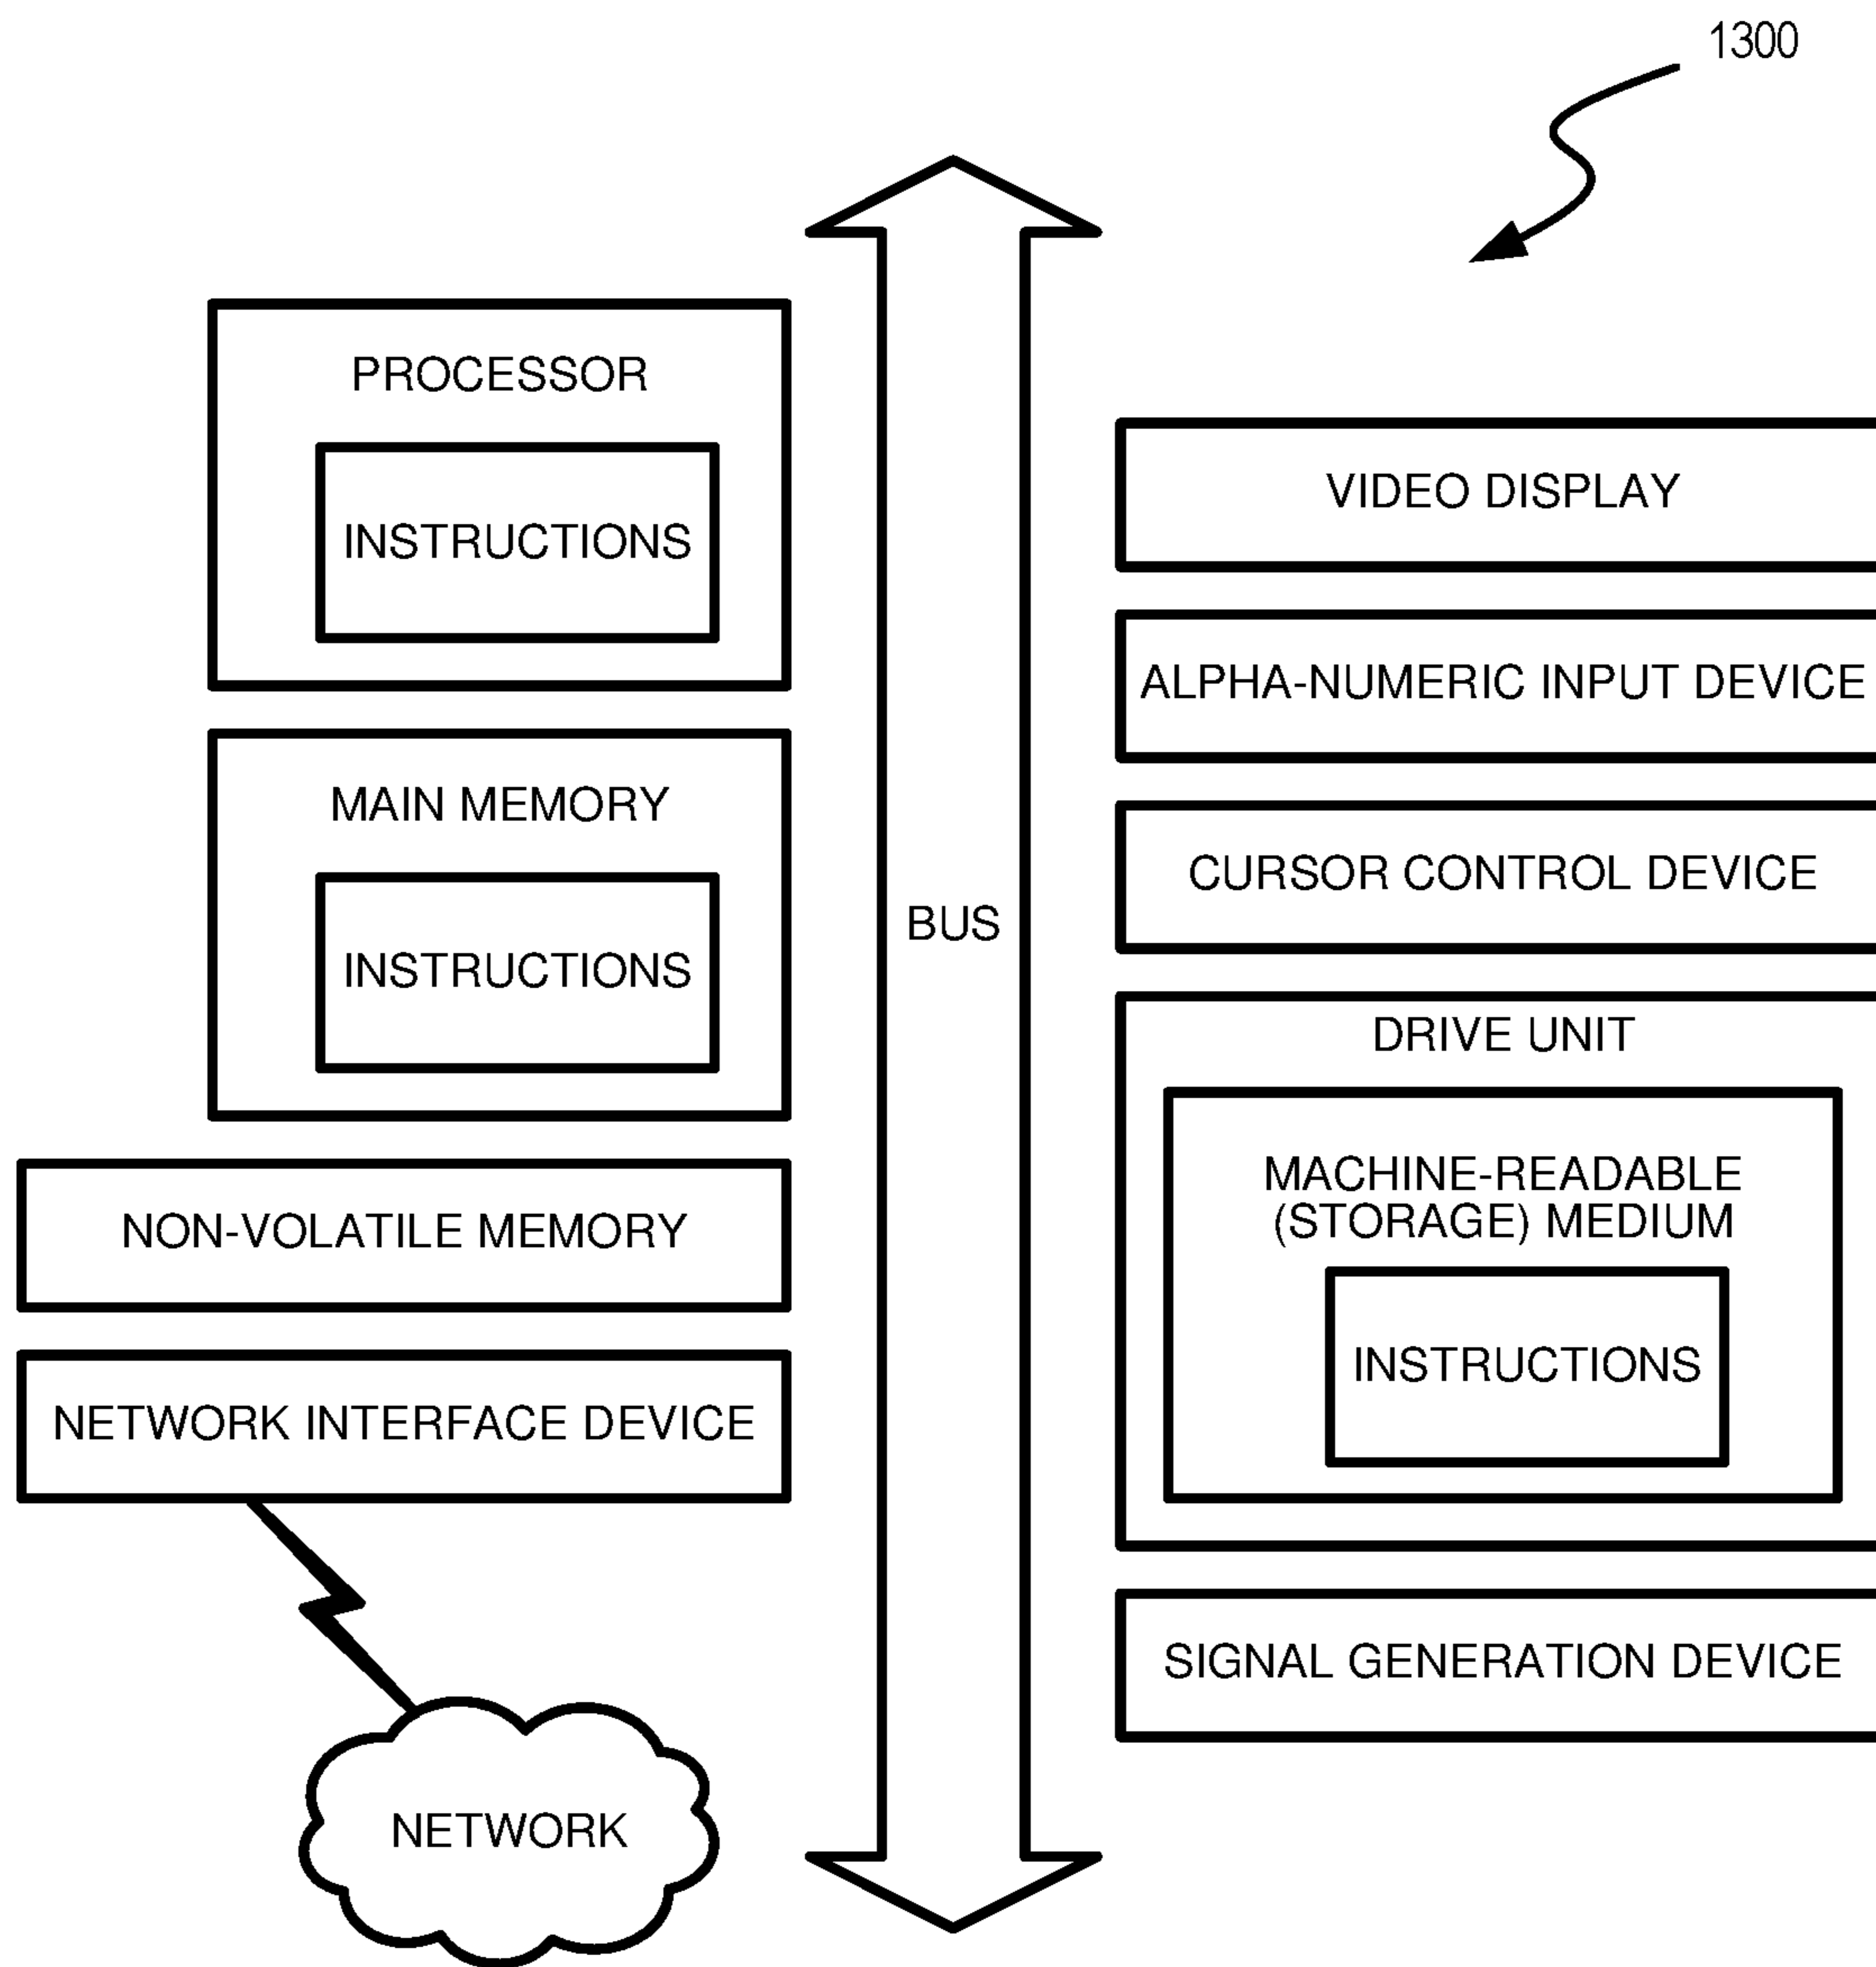 1300
PROCESSOR
INSTRUCTIONS
MAIN MEMORY
INSTRUCTIONS
NON-VOLATILE MEMORY
NETWORK INTERFACE DEVICE
NETWORK
BUS
VIDEO DISPLAY
ALPHA-NUMERIC INPUT DEVICE
CURSOR CONTROL DEVICE
DRIVE UNIT
MACHINE-READABLE
(STORAGE) MEDIUM
INSTRUCTIONS
SIGNAL GENERATION DEVICE